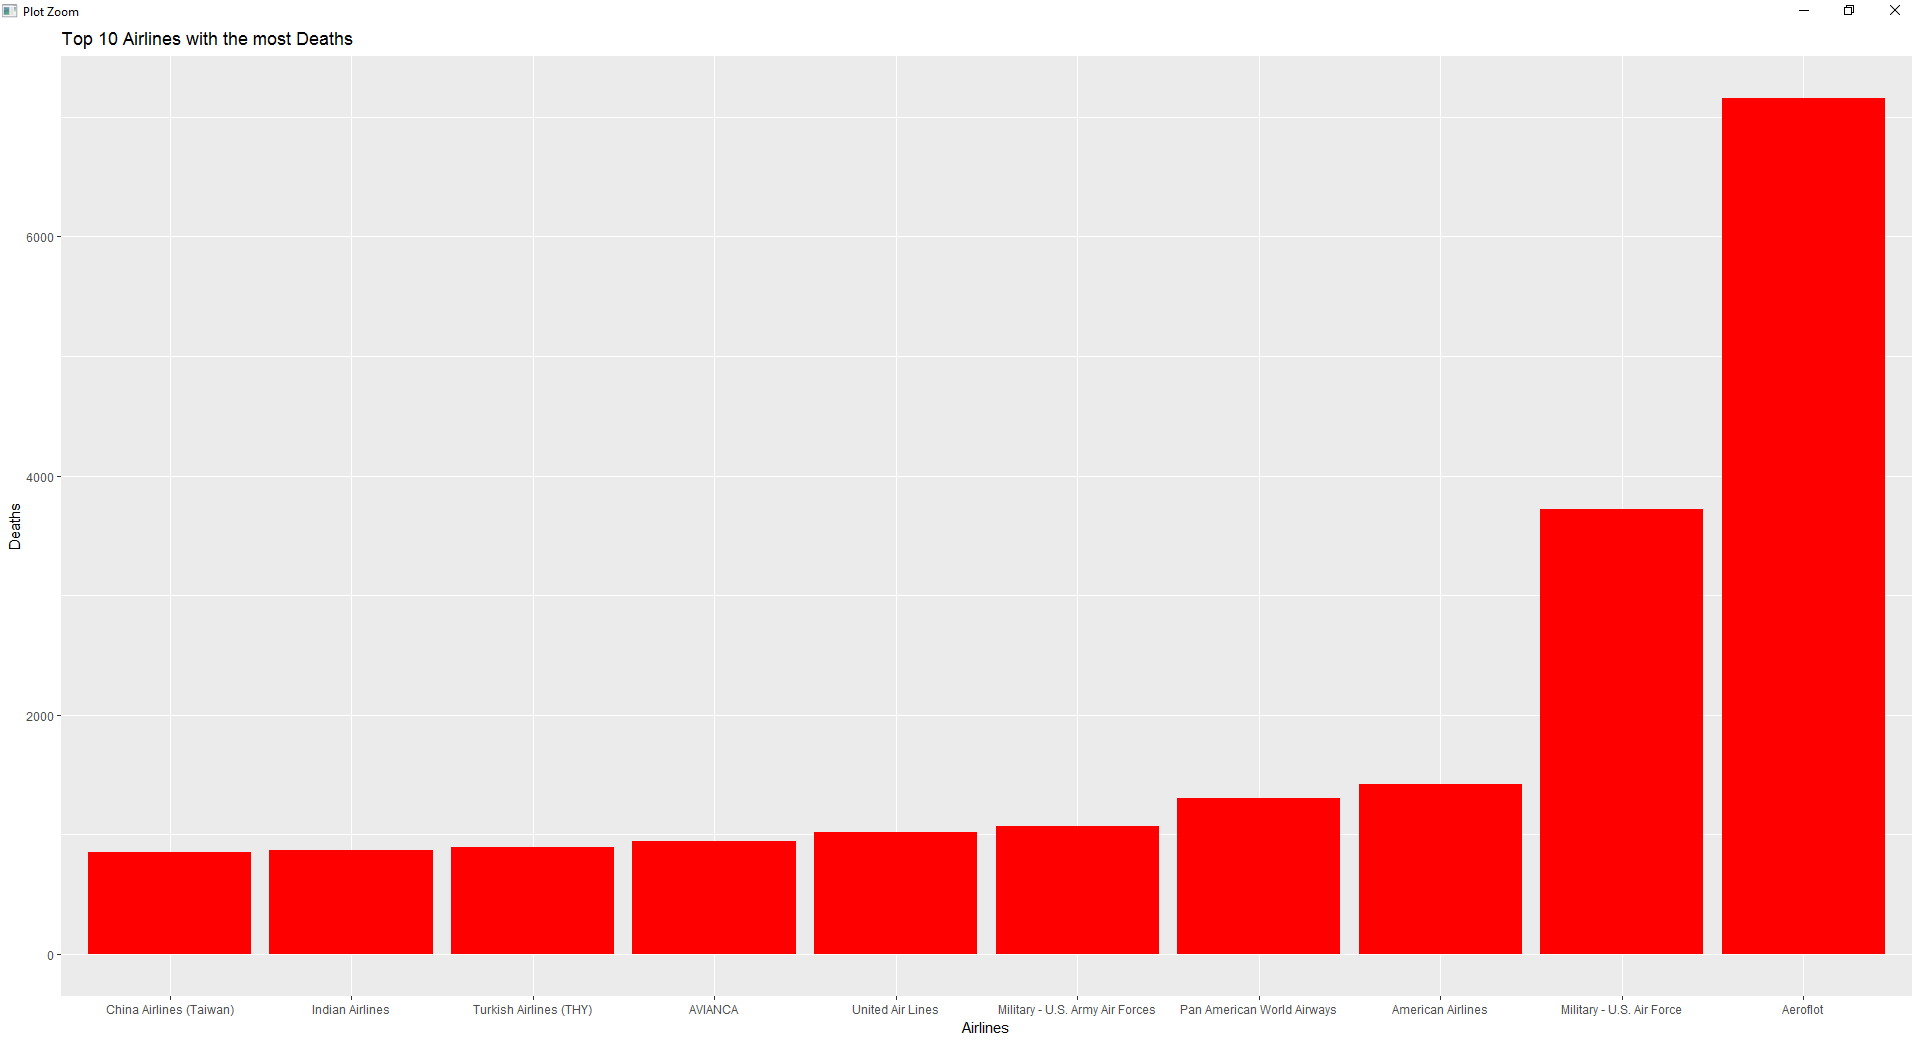 Plot Zoom
Top 10 Airlines with the most Deaths
6000
4000
2000
0
Deaths
China Airlines (Taiwan) Indian Airlines Turkish Airlines (THY) AVIANCA United Air Lines Military - U.S. Army Air Forces Pan American World Airways American Airlines Military - U.S. Air Force Aeroflot
Airlines